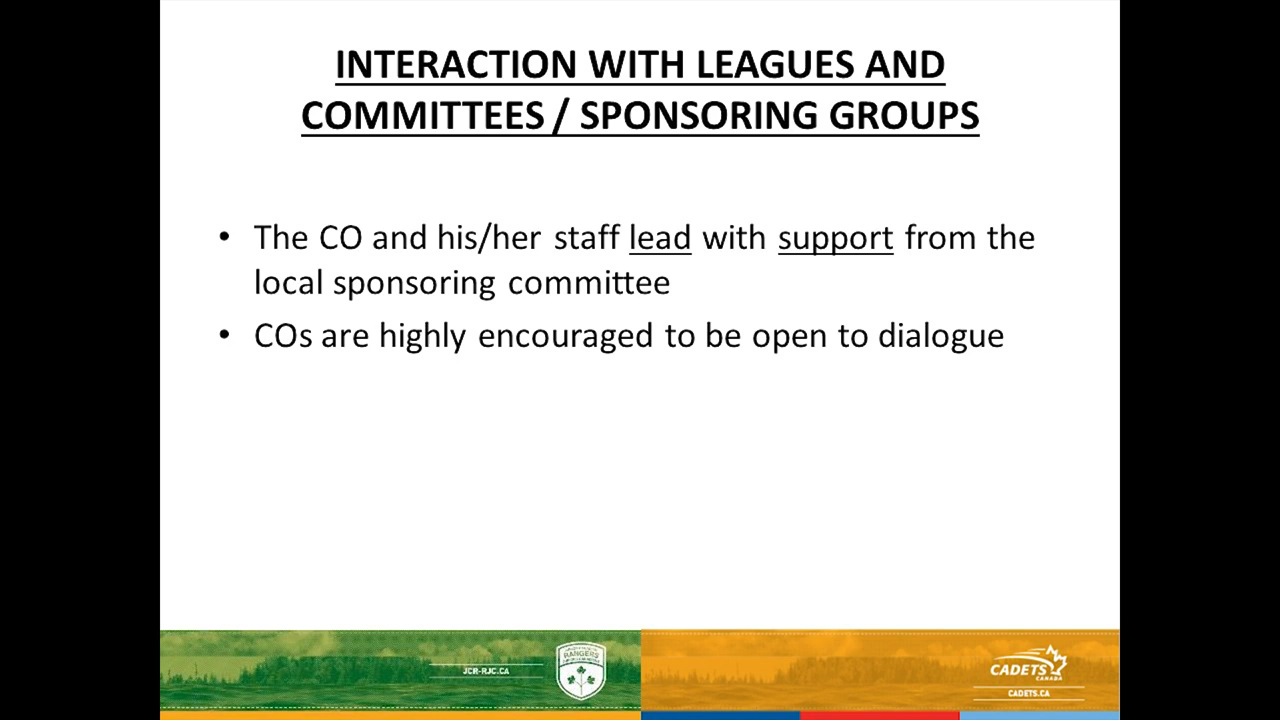 INTERACTION WITH LEAGUES AND
COMMITTEES / SPONSORING GROUPS
• The CO and his/her staff lead with support from the
local sponsoring committee
• COs are highly encouraged to be open to dialogue
JCR-RJC.CA
RANGERS
CADETS
CANADA
CADETS.CA